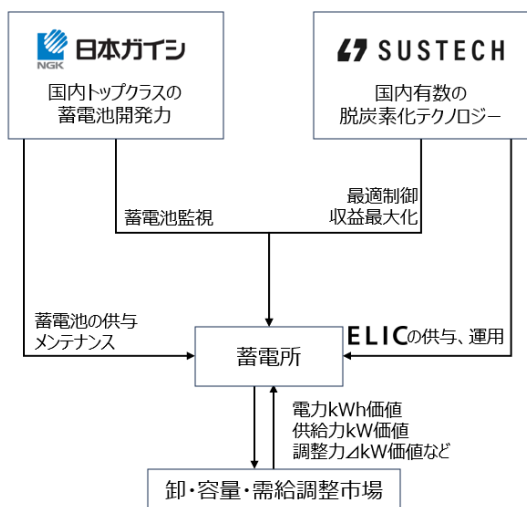 NGK
日本ガイシ
国内トップクラスの
蓄電池開発力
SUSTECH
国内有数の
脱炭素化テクノロジー
蓄電池監視
最適制御
収益最大化
蓄電池の供与
メンテナンス
ELICの供与、運用
蓄電所
電力kWh価値
供給力kW価値
調整力⊿kW価値など
卸・容量・需給調整市場